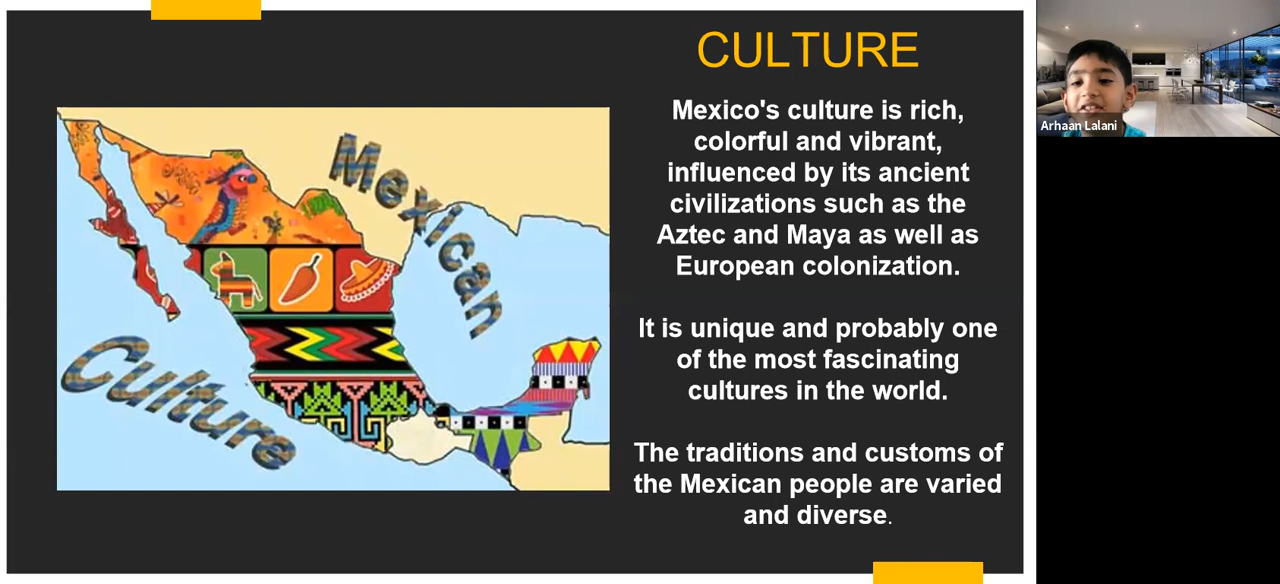 CULTURE
Mexico's culture is rich,
colorful and vibrant,
influenced by its ancient
civilizations such as the
Aztec and Maya as well as
European colonization.
It is unique and probably one
of the most fascinating
cultures in the world.
The traditions and customs of
the Mexican people are varied
and diverse.
Mexican
Culture
Arhaan Lalani